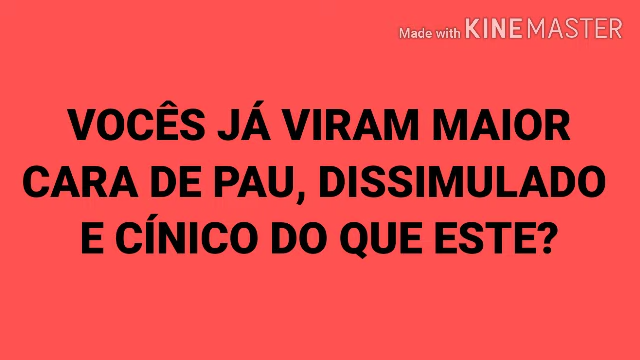 Made with KINEMASTER
VOCÊS JÁ VIRAM MAIOR
CARA DE PAU, DISSIMULADO
E CÍNICO DO QUE ESTE?